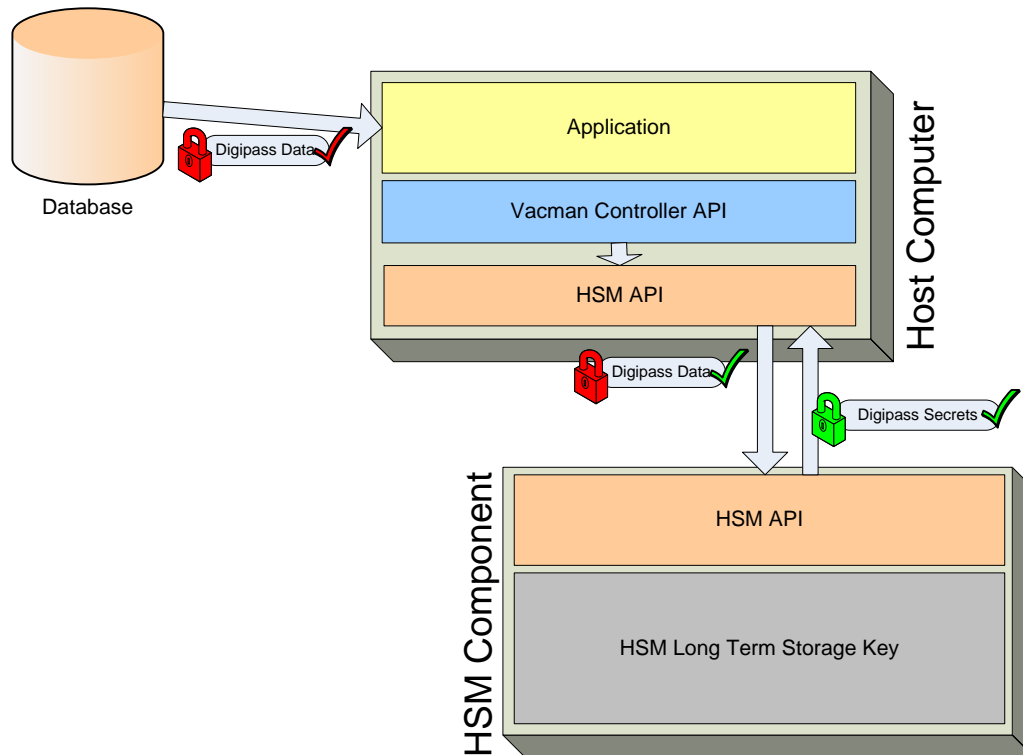 Application
Digipass Data
Database
Vacman Controller API
HSM API
Host Computer
Digipass Data
Digipass Secrets
HSM Component
HSM API
HSM Long Term Storage Key